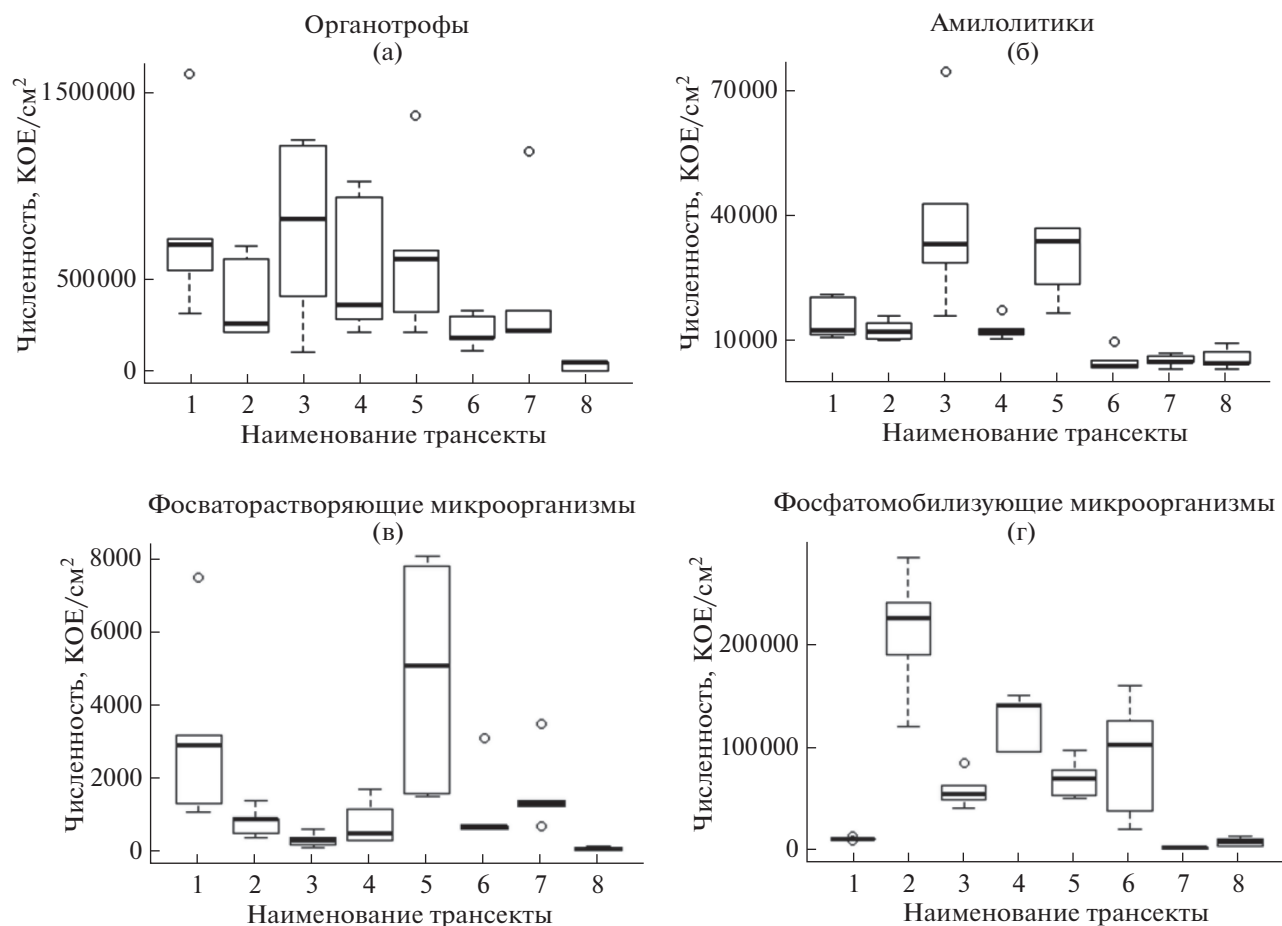 Органотрофы
(а)
Численность, КОЕ/см²
1500000
500000
0
1 2 3 4 5 6 7 8
Наименование трансекты
Амилолитики
(б)
Численность, КОЕ/см²
70000
40000
10000
1 2 3 4 5 6 7 8
Наименование трансекты
Фосваторастворяющие микроорганизмы
(в)
Численность, КОЕ/см²
8000
6000
4000
2000
0
1 2 3 4 5 6 7 8
Наименование трансекты
Фосфатомобилизующие микроорганизмы
(г)
Численность, КОЕ/см²
200000
100000
0
1 2 3 4 5 6 7 8
Наименование трансекты